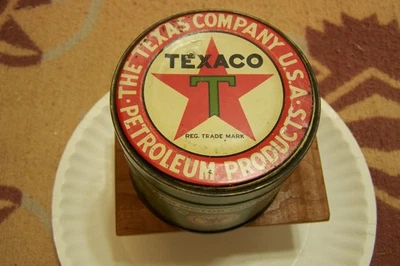 THE TEXAS COMPANY U.S.A.
TEXACO
T
REG. TRADE MARK
PETROLEUM PRODUCTS